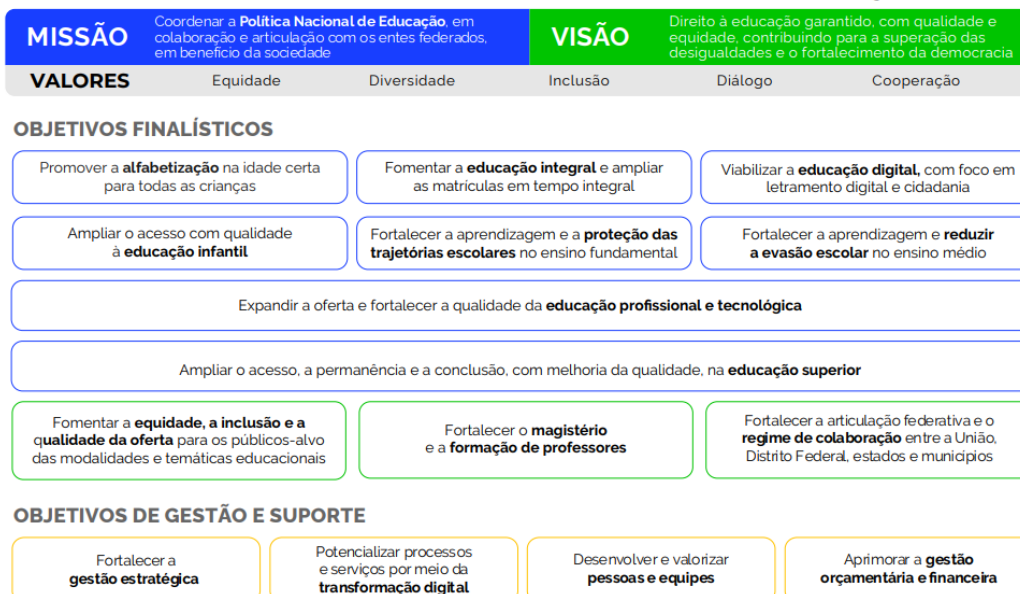 MISSÃO
Coordenar a Política Nacional de Educação, em
colaboração e articulação com os entes federados,
em benefício da sociedade
VISÃO
Direito à educação garantido, com qualidade e
equidade, contribuindo para a superação das
desigualdades e o fortalecimento da democracia
VALORES
Equidade
Diversidade
Inclusão
Diálogo
Cooperação
OBJETIVOS FINALÍSTICOS
Promover a alfabetização na idade certa
para todas as crianças
Fomentar a educação integral e ampliar
as matrículas em tempo integral
Viabilizar a educação digital, com foco em
letramento digital e cidadania
Ampliar o acesso com qualidade
à educação infantil
Fortalecer a aprendizagem e a proteção das
trajetórias escolares no ensino fundamental
Fortalecer a aprendizagem e reduzir
a evasão escolar no ensino médio
Expandir a oferta e fortalecer a qualidade da educação profissional e tecnológica
Ampliar o acesso, a permanência e a conclusão, com melhoria da qualidade, na educação superior
Fomentar a equidade, a inclusão e a
qualidade da oferta para os públicos-alvo
das modalidades e temáticas educacionais
Fortalecer o magistério
e a formação de professores
Fortalecer a articulação federativa e o
regime de colaboração entre a União,
Distrito Federal, estados e municípios
OBJETIVOS DE GESTÃO E SUPORTE
Fortalecer a
gestão estratégica
Potencializar processos
e serviços por meio da
transformação digital
Desenvolver e valorizar
pessoas e equipes
Aprimorar a gestão
orçamentária e financeira